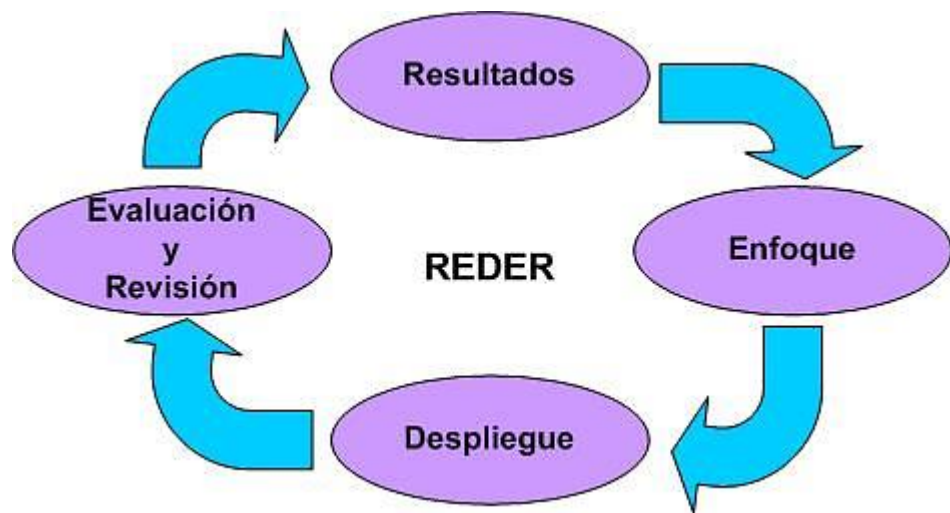 Resultados
Evaluación
y
Revisión
REDER
Enfoque
Despliegue